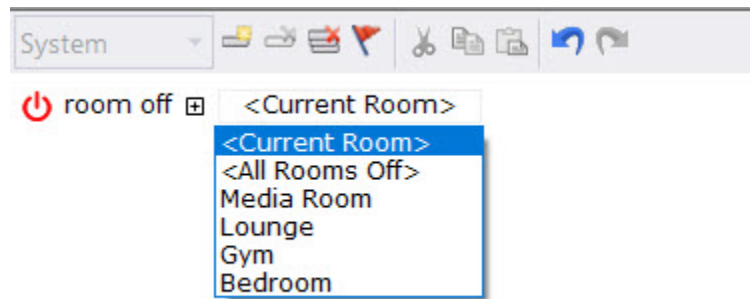 System
room off <Current Room>
<Current Room>
<All Rooms Off>
Media Room
Lounge
Gym
Bedroom